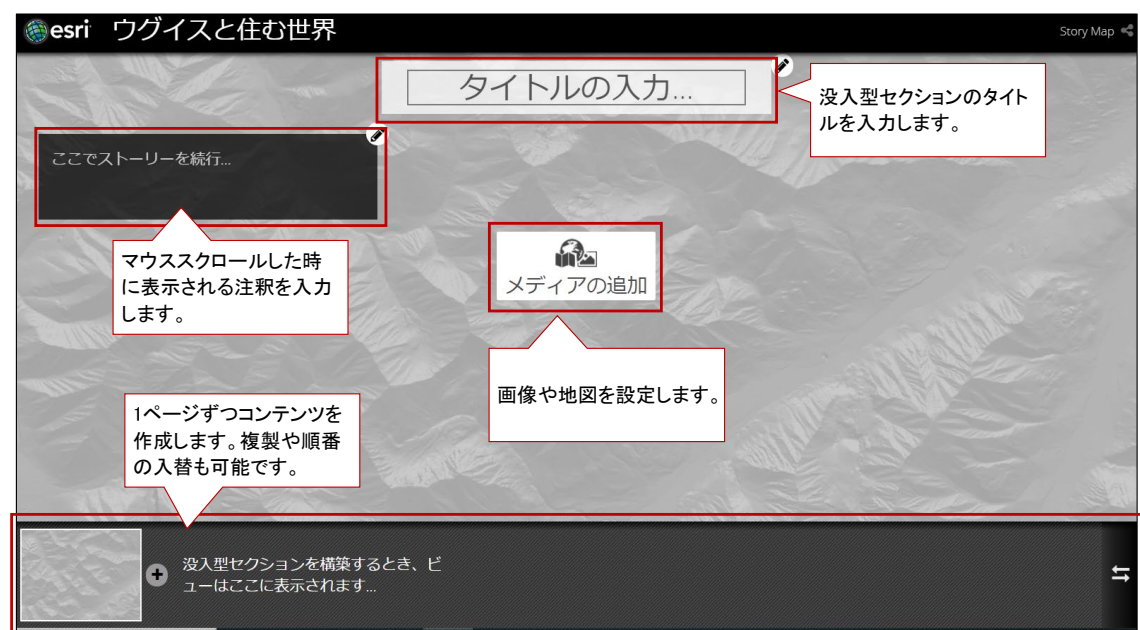 esri ウグイスと住む世界
Story Map
タイトルの入力...
没入型セクションのタイト
ルを入力します。
ここでストーリーを続行...
マウススクロールした時
に表示される注釈を入力
します。
メディアの追加
画像や地図を設定します。
1ページずつコンテンツを
作成します。複製や順番
の入替も可能です。
没入型セクションを構築するとき、ビ
ューはここに表示されます...